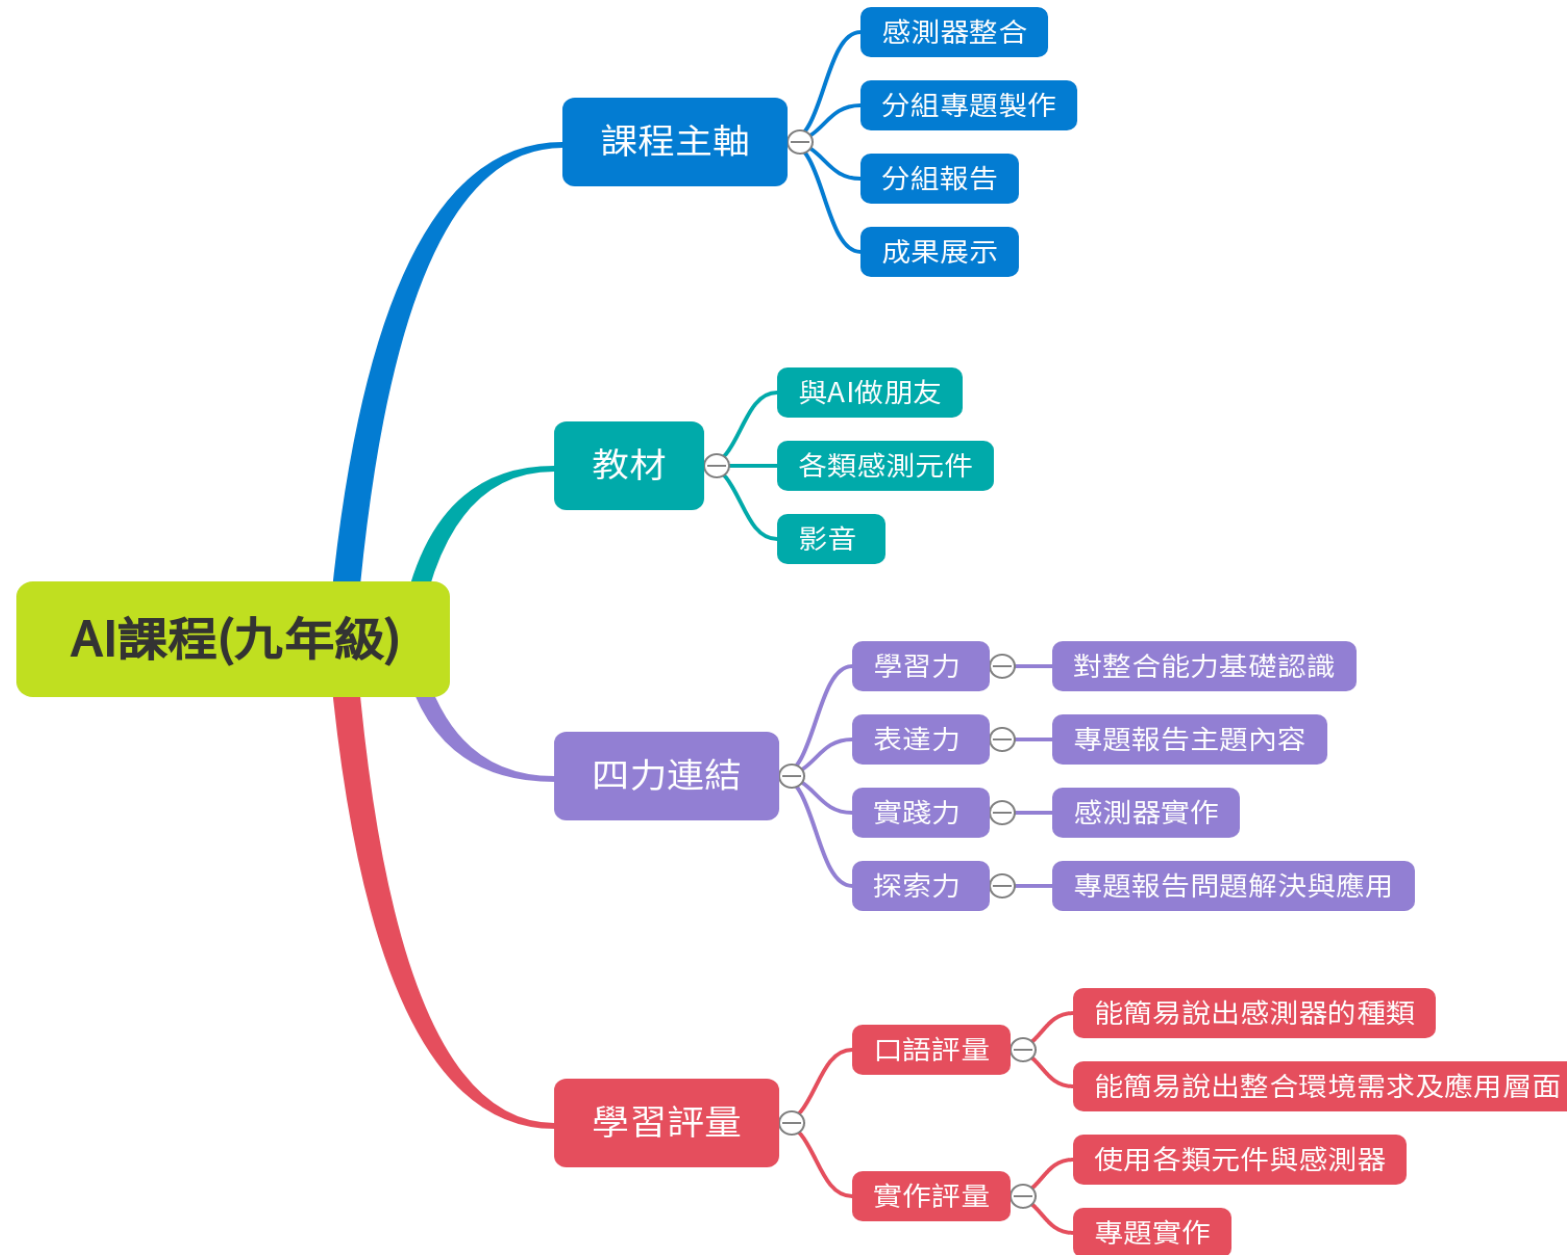 AI課程(九年級)
課程主軸
感測器整合
分組專題製作
分組報告
成果展示
教材
與AI做朋友
各類感測元件
影音
四力連結
學習力
對整合能力基礎認識
表達力
專題報告主題內容
實踐力
感測器實作
探索力
專題報告問題解決與應用
學習評量
口語評量
能簡易說出感測器的種類
能簡易說出整合環境需求及應用層面
實作評量
使用各類元件與感測器
專題實作